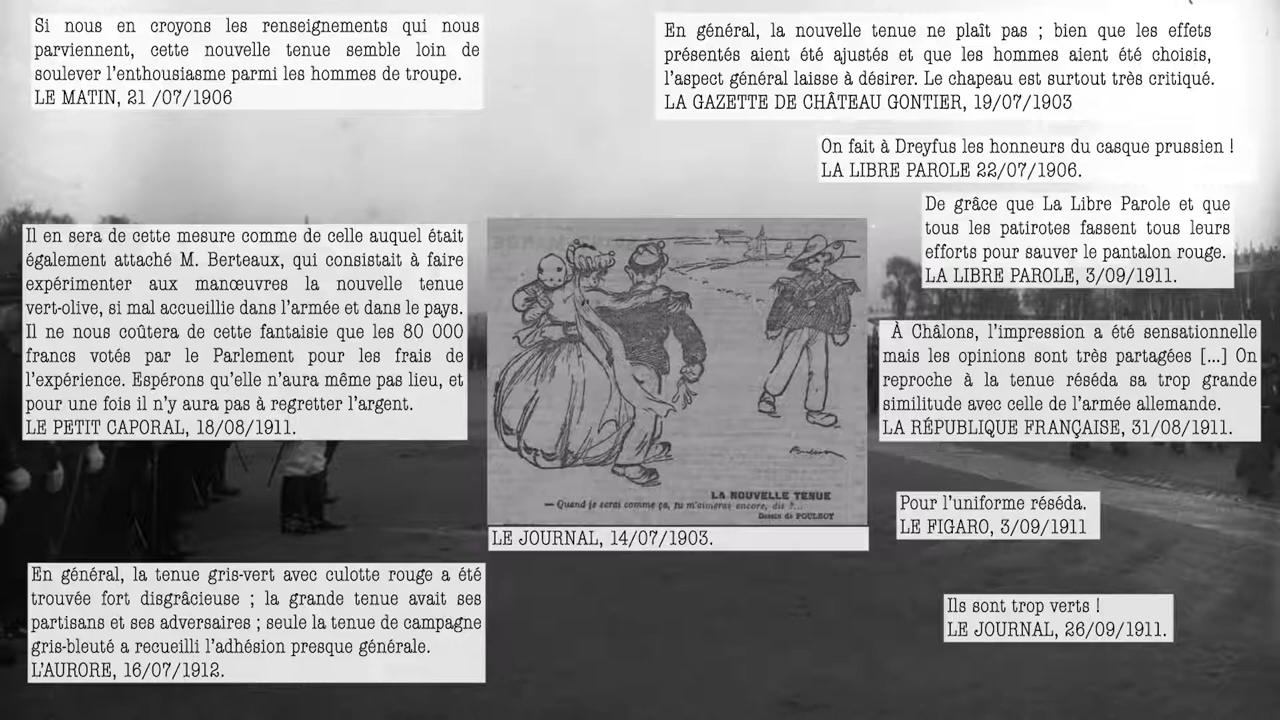 Si nous en croyons les renseignements qui nous
parviennent, cette nouvelle tenue semble loin de
soulever l'enthousiasme parmi les hommes de troupe.
LE MATIN, 21 /07/1906
En général, la nouvelle tenue ne plaît pas ; bien que les effets
présentés aient été ajustés et que les hommes aient été choisis,
l'aspect général laisse à désirer. Le chapeau est surtout très critiqué.
LA GAZETTE DE CHÂTEAU GONTIER, 19/07/1903
On fait à Dreyfus les honneurs du casque prussien !
LA LIBRE PAROLE 22/07/1906.
De grâce que La Libre Parole et que
tous les patirotes fassent tous leurs
efforts pour sauver le pantalon rouge.
LA LIBRE PAROLE, 3/09/1911.
Il en sera de cette mesure comme de celle auquel était
également attaché M. Berteaux, qui consistait à faire
expérimenter aux manœuvres la nouvelle tenue
vert-olive, si mal accueillie dans l'armée et dans le pays.
Il ne nous coûtera de cette fantaisie que les 80 000
francs votés par le Parlement pour les frais de
l'expérience. Espérons qu'elle n'aura même pas lieu, et
pour une fois il n'y aura pas à regretter l'argent.
LE PETIT CAPORAL, 18/08/1911.
LA NOUVELLE TENUE
— Quand je serai comme ça, tu m'aimeras encore, dis ?...
Dessin de POULBOT
LE JOURNAL, 14/07/1903.
À Châlons, l'impression a été sensationnelle
mais les opinions sont très partagées [...] On
reproche à la tenue réséda sa trop grande
similitude avec celle de l'armée allemande.
LA RÉPUBLIQUE FRANÇAISE, 31/08/1911.
Pour l'uniforme réséda.
LE FIGARO, 3/09/1911
En général, la tenue gris-vert avec culotte rouge a été
trouvée fort disgrâcieuse ; la grande tenue avait ses
partisans et ses adversaires ; seule la tenue de campagne
gris-bleuté a recueilli l'adhésion presque générale.
L'AURORE, 16/07/1912.
Ils sont trop verts !
LE JOURNAL, 26/09/1911.